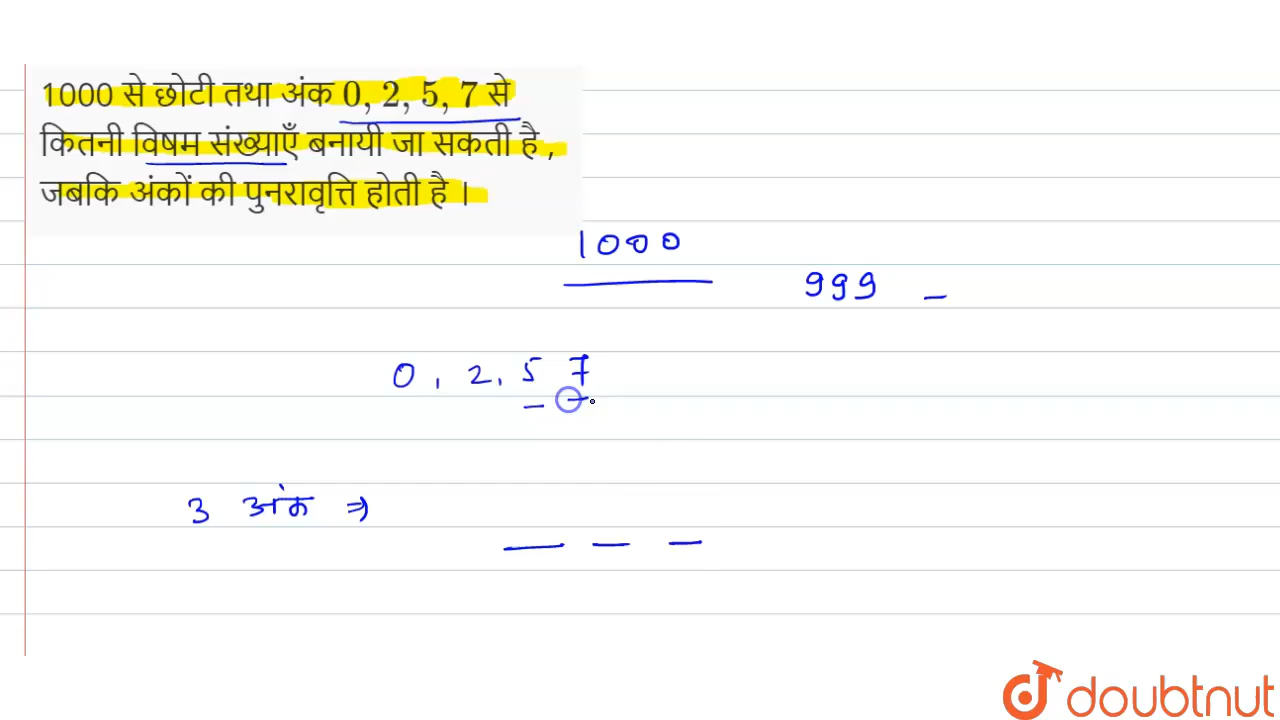 1000 से छोटी तथा अंक 0, 2, 5, 7 से
कितनी विषम संख्याएँ बनायी जा सकती है ,
जबकि अंकों की पुनरावृत्ति होती है ।
1000
999
0, 2, 5 7
3 अंक ⇒
doubtnut